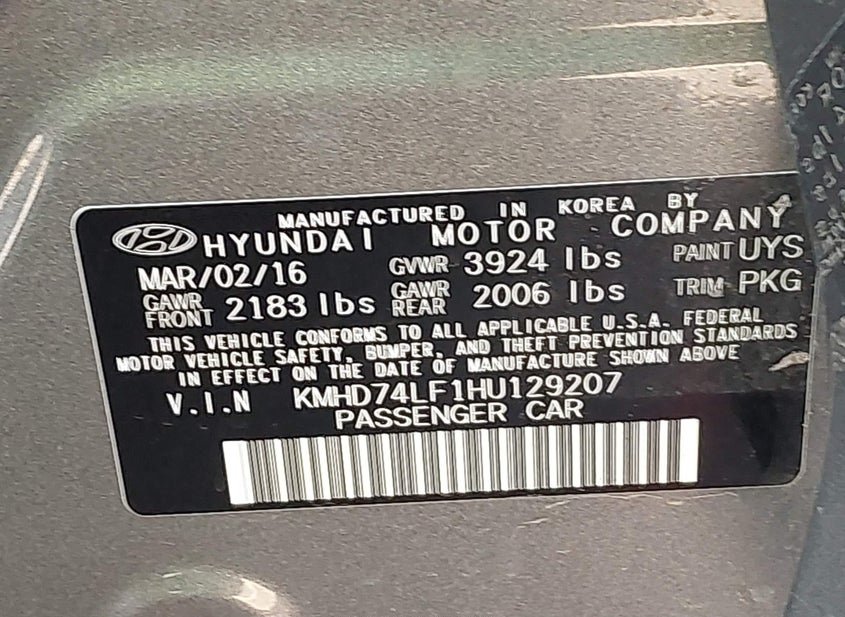 MANUFACTURED IN KOREA BY
HYUNDAI MOTOR COMPANY
MAR/02/16 GVWR 3924 lbs PAINT UYS
GAWR FRONT 2183 lbs GAWR REAR 2006 lbs TRIM PKG
THIS VEHICLE CONFORMS TO ALL APPLICABLE U.S.A. FEDERAL
MOTOR VEHICLE SAFETY, BUMPER, AND THEFT PREVENTION STANDARDS
IN EFFECT ON THE DATE OF MANUFACTURE SHOWN ABOVE
V.I.N KMHD74LF1HU129207
PASSENGER CAR